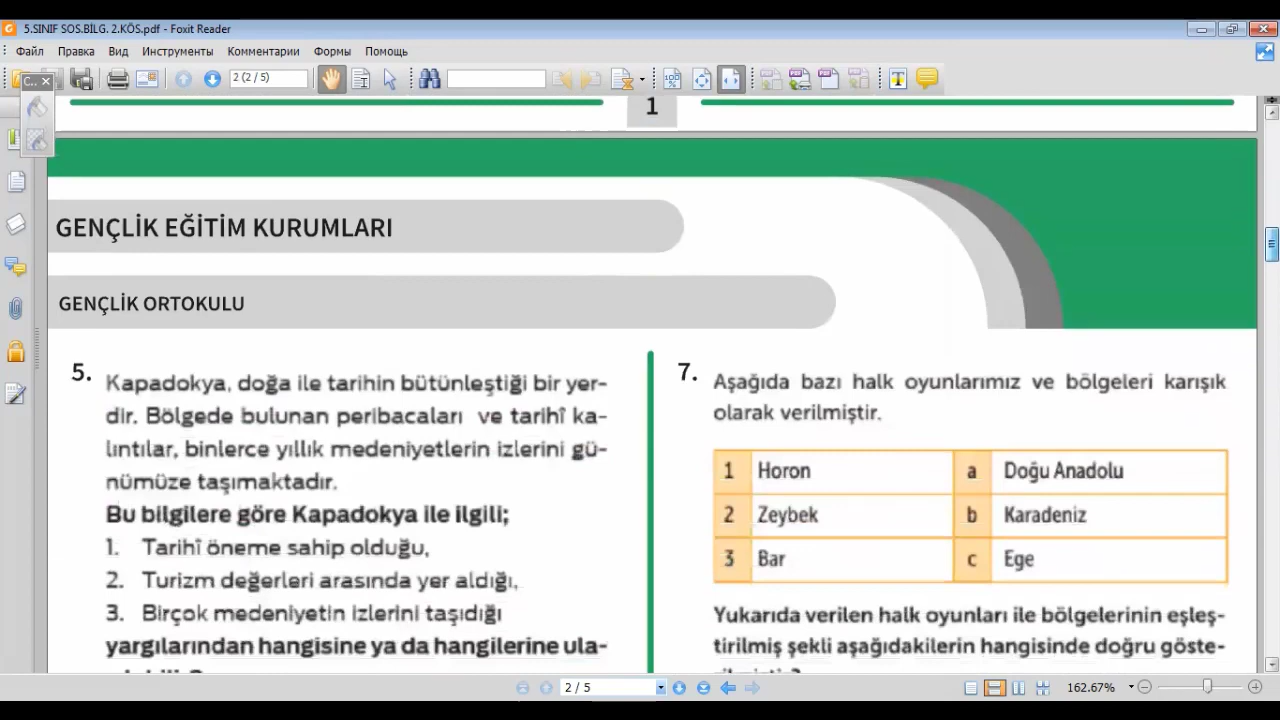 5.SINIF SOS.BİLG. 2.KÖS.pdf - Foxit Reader
Файл Правка Вид Инструменты Комментарии Формы Помощь
C...
2 (2 / 5)
1
GENÇLİK EĞİTİM KURUMLARI
GENÇLİK ORTOKULU
5.
Kapadokya, doğa ile tarihin bütünleştiği bir yer-
dir. Bölgede bulunan peribacaları ve tarihî ka-
lıntılar, binlerce yıllık medeniyetlerin izlerini gü-
nümüze taşımaktadır.
Bu bilgilere göre Kapadokya ile ilgili;
1. Tarihî öneme sahip olduğu,
2. Turizm değerleri arasında yer aldığı,
3. Birçok medeniyetin izlerini taşıdığı
yargılarından hangisine ya da hangilerine ula-
7.
Aşağıda bazı halk oyunlarımız ve bölgeleri karışık
olarak verilmiştir.
1 Horon a Doğu Anadolu
2 Zeybek b Karadeniz
3 Bar c Ege
Yukarıda verilen halk oyunları ile bölgelerinin eşleş-
tirilmiş şekli aşağıdakilerin hangisinde doğru göste-
2 / 5
162.67%